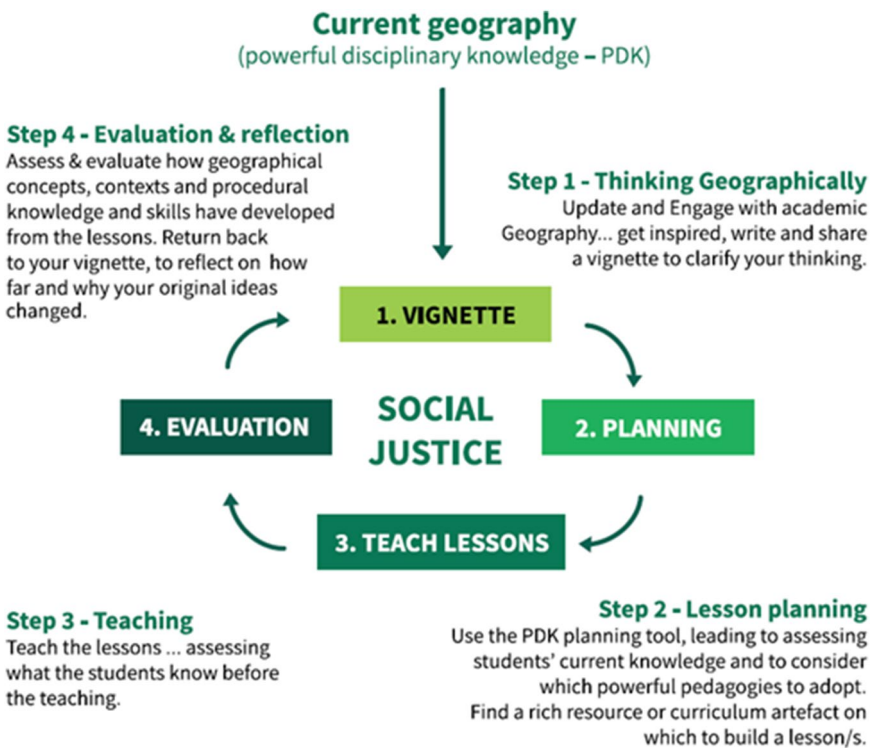 Current geography
(powerful disciplinary knowledge – PDK)
Step 4 - Evaluation & reflection
Assess & evaluate how geographical
concepts, contexts and procedural
knowledge and skills have developed
from the lessons. Return back
to your vignette, to reflect on how
far and why your original ideas
changed.
Step 1 - Thinking Geographically
Update and Engage with academic
Geography... get inspired, write and share
a vignette to clarify your thinking.
1. VIGNETTE
4. EVALUATION
SOCIAL
JUSTICE
2. PLANNING
3. TEACH LESSONS
Step 3 - Teaching
Teach the lessons ... assessing
what the students know before
the teaching.
Step 2 - Lesson planning
Use the PDK planning tool, leading to assessing
students' current knowledge and to consider
which powerful pedagogies to adopt.
Find a rich resource or curriculum artefact on
which to build a lesson/s.